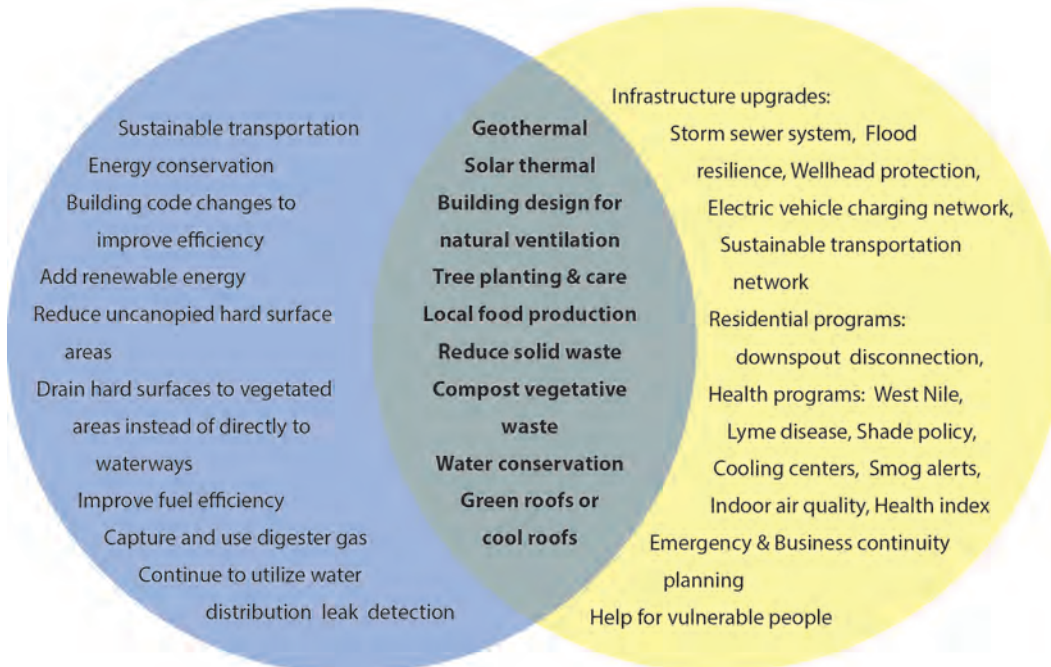 Sustainable transportation
Energy conservation
Building code changes to
improve efficiency
Add renewable energy
Reduce uncanopied hard surface
areas
Drain hard surfaces to vegetated
areas instead of directly to
waterways
Improve fuel efficiency
Capture and use digester gas
Continue to utilize water
distribution leak detection
Geothermal
Solar thermal
Building design for
natural ventilation
Tree planting & care
Local food production
Reduce solid waste
Compost vegetative
waste
Water conservation
Green roofs or
cool roofs
Infrastructure upgrades:
Storm sewer system, Flood
resilience, Wellhead protection,
Electric vehicle charging network,
Sustainable transportation
network
Residential programs:
downspout disconnection,
Health programs: West Nile,
Lyme disease, Shade policy,
Cooling centers, Smog alerts,
Indoor air quality, Health index
Emergency & Business continuity
planning
Help for vulnerable people